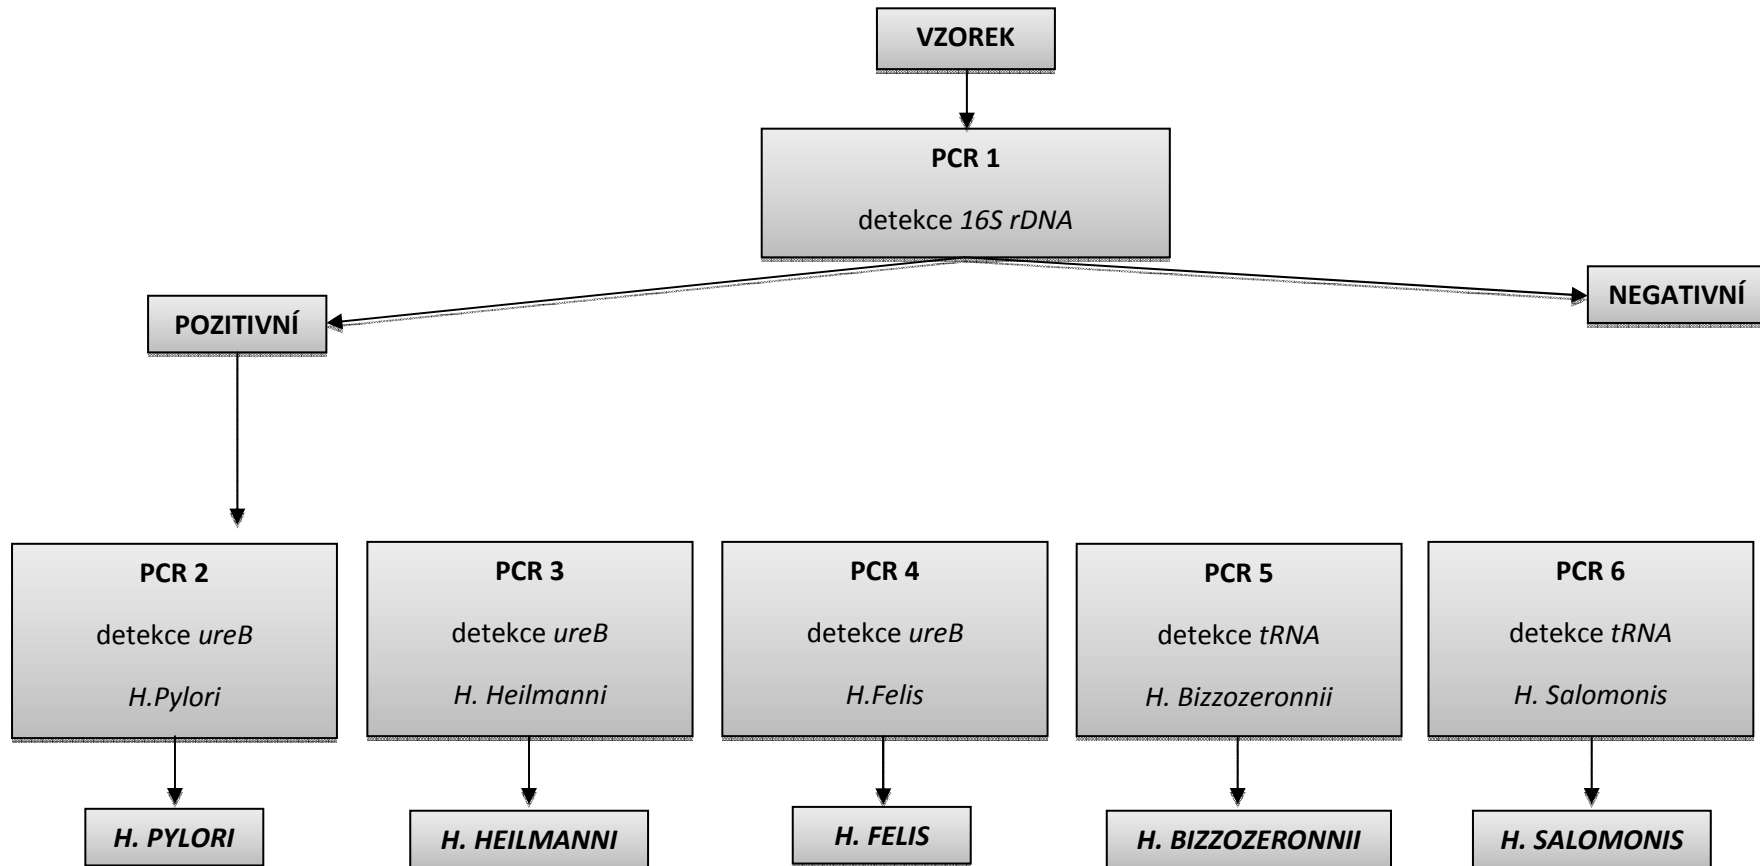 VZOREK
PCR 1
detekce 16S rDNA
POZITIVNÍ
NEGATIVNÍ
PCR 2
detekce ureB
H.Pylori
PCR 3
detekce ureB
H. Heilmanni
PCR 4
detekce ureB
H.Felis
PCR 5
detekce tRNA
H. Bizzozeronnii
PCR 6
detekce tRNA
H. Salomonis
H. PYLORI
H. HEILMANNI
H. FELIS
H. BIZZOZERONNII
H. SALOMONIS